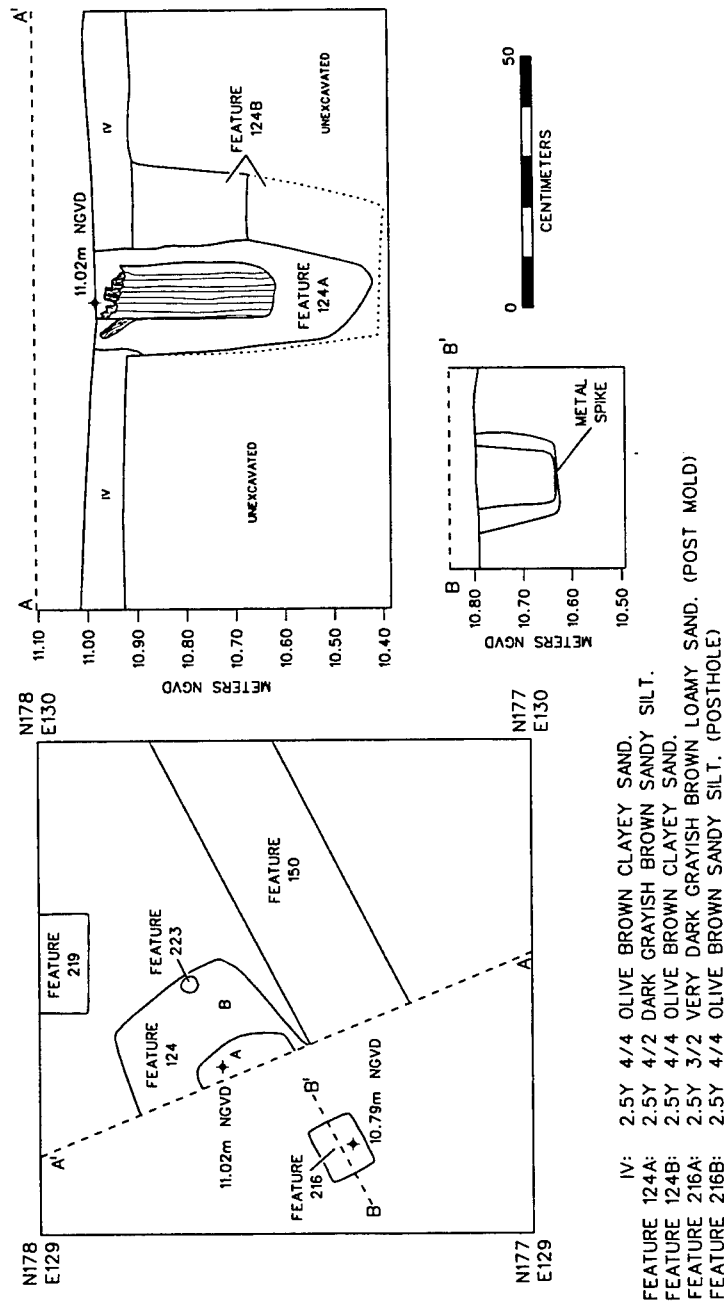 N178
E129
N178
E130
A'
FEATURE
219
FEATURE
124
FEATURE
223
B
A
11.02m NGVD
FEATURE
150
B'
FEATURE
216
10.79m NGVD
B
A
N177
E129
N177
E130
A
A'
11.10
11.00
10.90
10.80
10.70
10.60
10.50
10.40
METERS NGVD
IV
11.02m NGVD
IV
FEATURE
124B
FEATURE
124A
UNEXCAVATED
UNEXCAVATED
B
B'
10.80
10.70
10.60
10.50
METERS NGVD
METAL
SPIKE
0
50
CENTIMETERS
IV: 2.5Y 4/4 OLIVE BROWN CLAYEY SAND.
FEATURE 124A: 2.5Y 4/2 DARK GRAYISH BROWN SANDY SILT.
FEATURE 124B: 2.5Y 4/4 OLIVE BROWN CLAYEY SAND.
FEATURE 216A: 2.5Y 3/2 VERY DARK GRAYISH BROWN LOAMY SAND. (POST MOLD)
FEATURE 216B: 2.5Y 4/4 OLIVE BROWN SANDY SILT. (POSTHOLE)